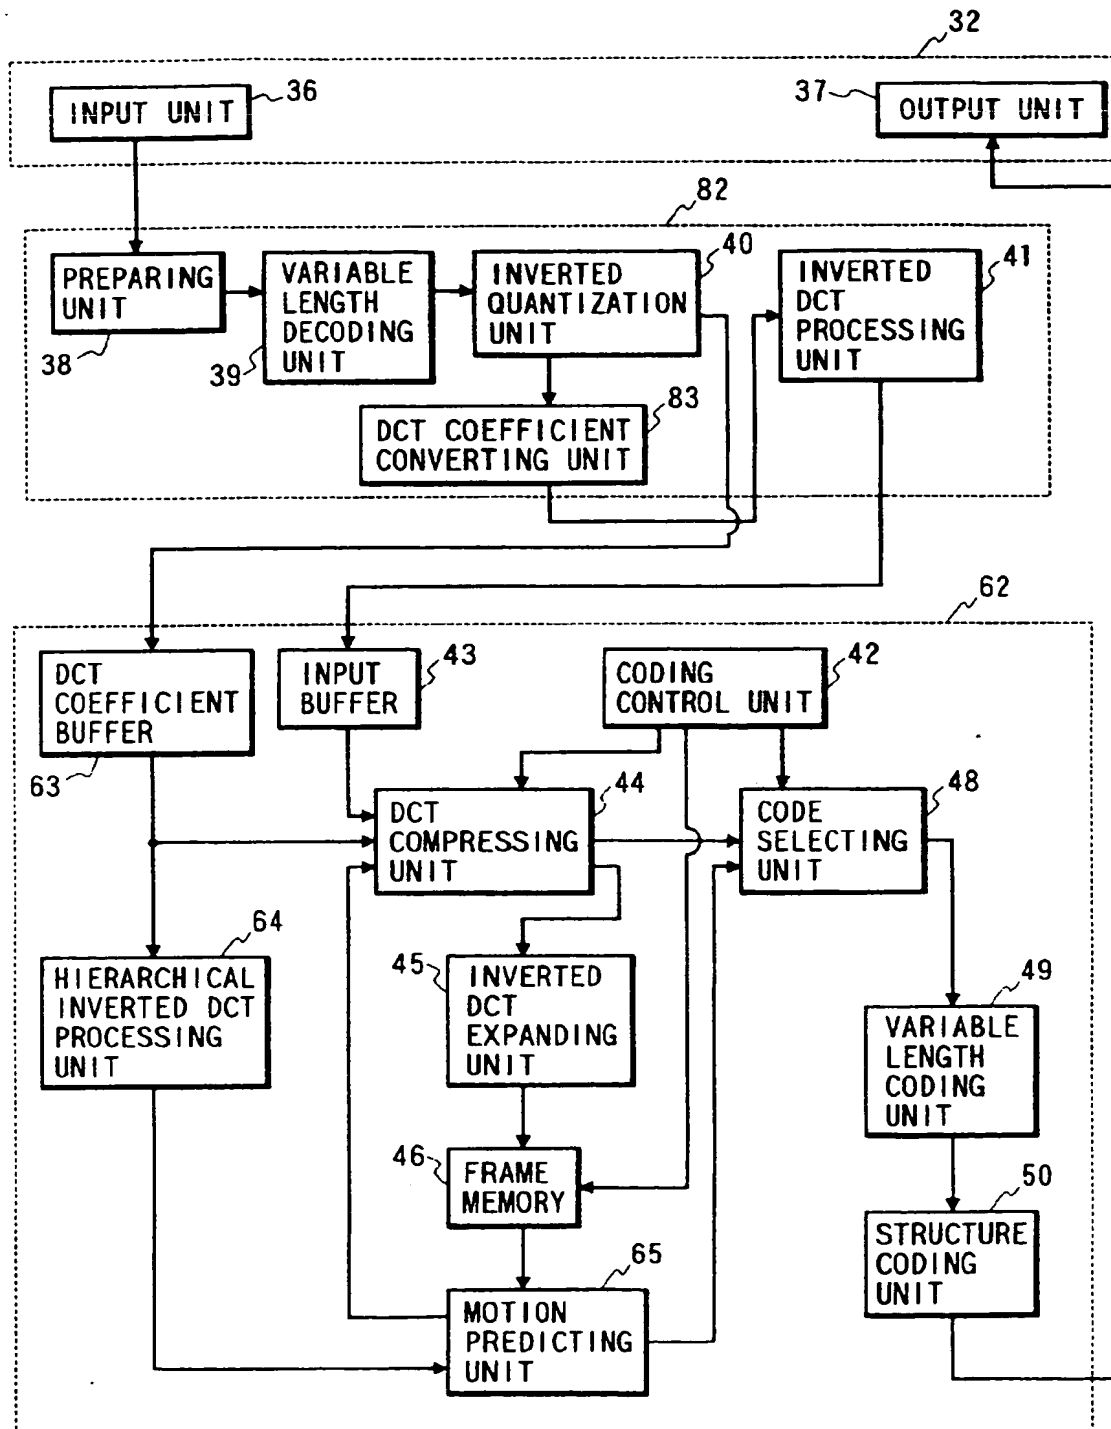 32
INPUT UNIT
36
37
OUTPUT UNIT
82
PREPARING
UNIT
38
VARIABLE
LENGTH
DECODING
UNIT
39
INVERTED
QUANTIZATION
UNIT
40
INVERTED
DCT
PROCESSING
UNIT
41
DCT COEFFICIENT
CONVERTING UNIT
83
62
DCT
COEFFICIENT
BUFFER
63
INPUT
BUFFER
43
CODING
CONTROL UNIT
42
DCT
COMPRESSING
UNIT
44
CODE
SELECTING
UNIT
48
HIERARCHICAL
INVERTED DCT
PROCESSING
UNIT
64
45
INVERTED
DCT
EXPANDING
UNIT
VARIABLE
LENGTH
CODING
UNIT
49
46
FRAME
MEMORY
STRUCTURE
CODING
UNIT
50
MOTION
PREDICTING
UNIT
65